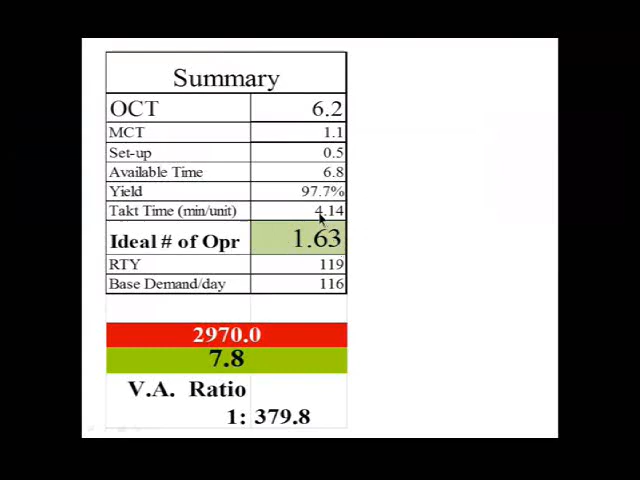 Summary
OCT 6.2
MCT 1.1
Set-up 0.5
Available Time 6.8
Yield 97.7%
Takt Time (min/unit) 4.14
Ideal # of Opr 1.63
RTY 119
Base Demand/day 116
2970.0
7.8
V.A. Ratio
1: 379.8